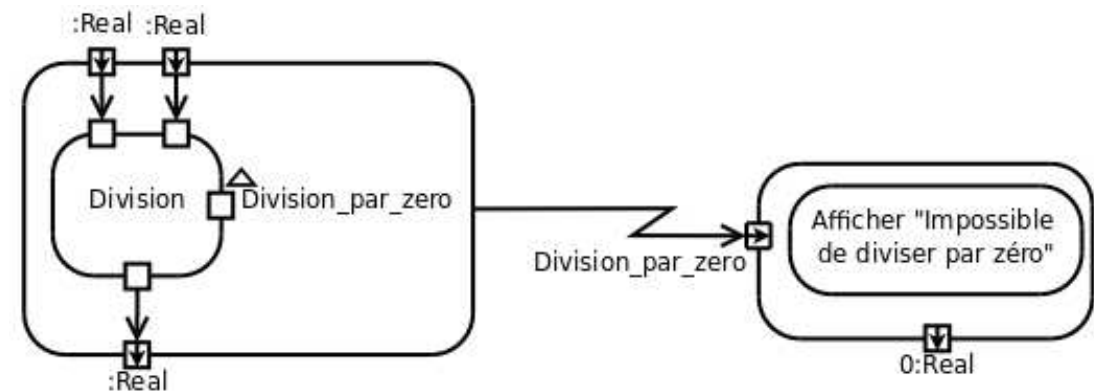 :Real :Real
Division
Division_par_zero
Division_par_zero
Afficher "Impossible
de diviser par zéro"
:Real
0:Real